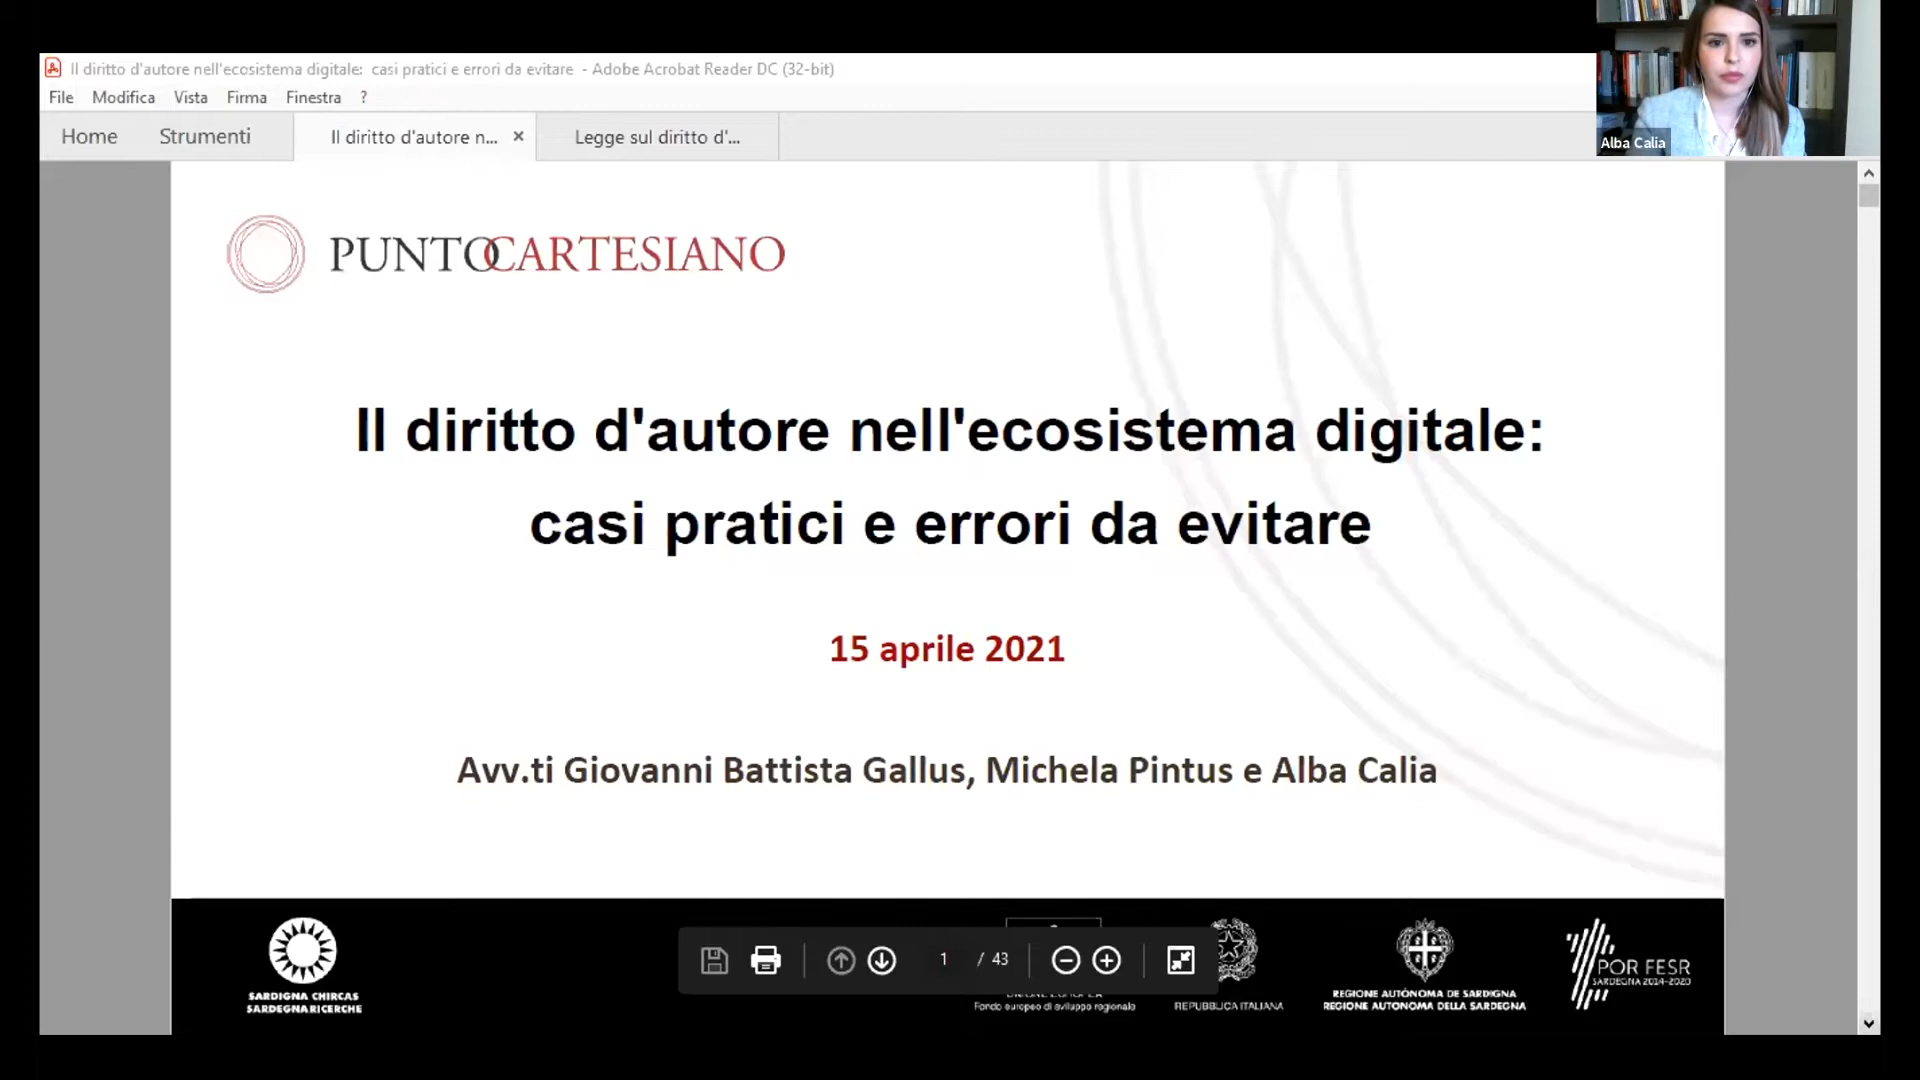 Il diritto d'autore nell'ecosistema digitale: casi pratici e errori da evitare - Adobe Acrobat Reader DC (32-bit)
File Modifica Vista Firma Finestra ?
Home Strumenti Il diritto d'autore n... × Legge sul diritto d'...
Alba Calia
PUNTOCARTESIANO
Il diritto d'autore nell'ecosistema digitale:
casi pratici e errori da evitare
15 aprile 2021
Avv.ti Giovanni Battista Gallus, Michela Pintus e Alba Calia
1 / 43
SARDIGNA CHIRCAS
SARDEGNA RICERCHE
Fondo europeo di sviluppo regionale
REPUBBLICA ITALIANA
REGIONE AUTÒNOMA DE SARDIGNA
REGIONE AUTONOMA DELLA SARDEGNA
POR FESR
SARDEGNA 2014-2020